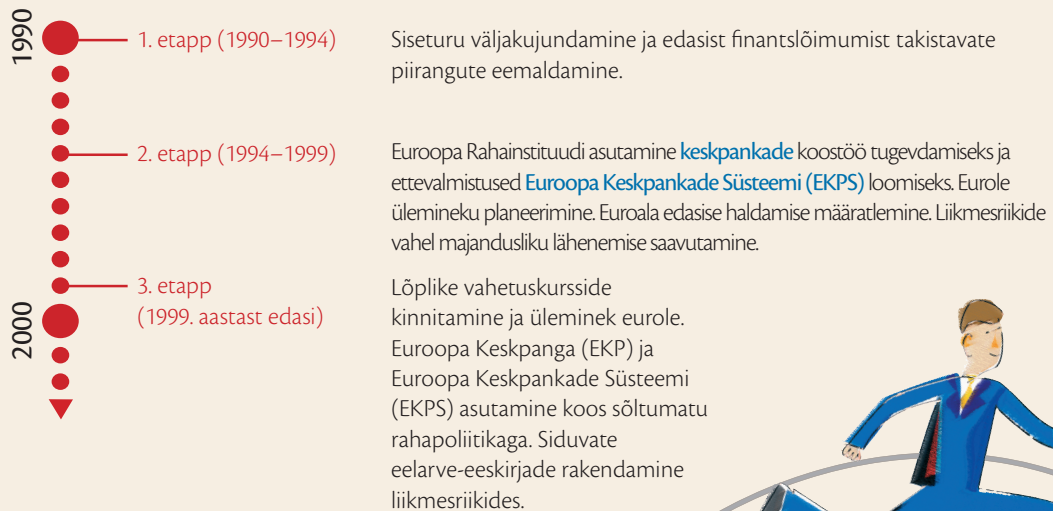 1990
1. etapp (1990–1994)
Siseturu väljakujundamine ja edasist finantslõimumist takistavate
piirangute eemaldamine.
2. etapp (1994–1999)
Euroopa Rahainstituudi asutamine keskpankade koostöö tugevdamiseks ja
ettevalmistused Euroopa Keskpankade Süsteemi (EKPS) loomiseks. Eurole
ülemineku planeerimine. Euroala edasise haldamise määratlemine. Liikmesriikide
vahel majandusliku lähenemise saavutamine.
3. etapp
(1999. aastast edasi)
2000
Lõplike vahetuskursside
kinnitamine ja üleminek eurole.
Euroopa Keskpanga (EKP) ja
Euroopa Keskpankade Süsteemi
(EKPS) asutamine koos sõltumatu
rahapoliitikaga. Siduvate
eelarve-eeskirjade rakendamine
liikmesriikides.